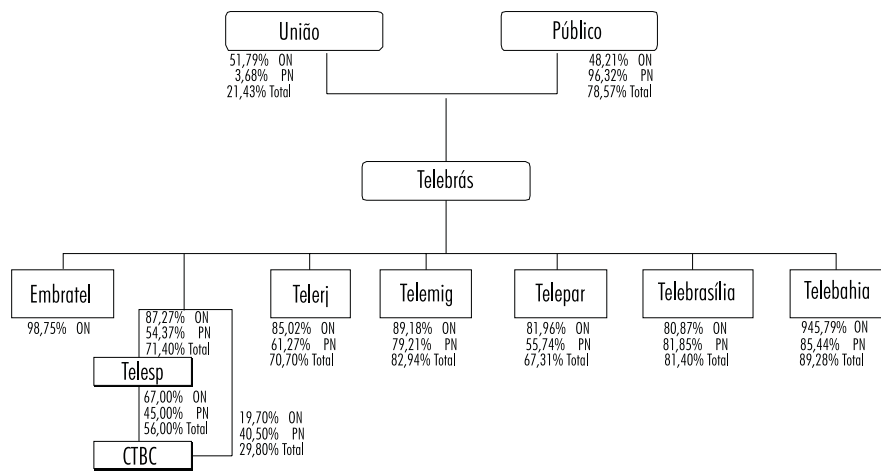 União
51,79% ON
3,68% PN
21,43% Total
Público
48,21% ON
96,32% PN
78,57% Total
Telebrás
Embratel
98,75% ON
87,27% ON
54,37% PN
71,40% Total
Telesp
67,00% ON
45,00% PN
56,00% Total
CTBC
19,70% ON
40,50% PN
29,80% Total
Telerj
85,02% ON
61,27% PN
70,70% Total
Telemig
89,18% ON
79,21% PN
82,94% Total
Telepar
81,96% ON
55,74% PN
67,31% Total
Telebrasília
80,87% ON
81,85% PN
81,40% Total
Telebahia
945,79% ON
85,44% PN
89,28% Total